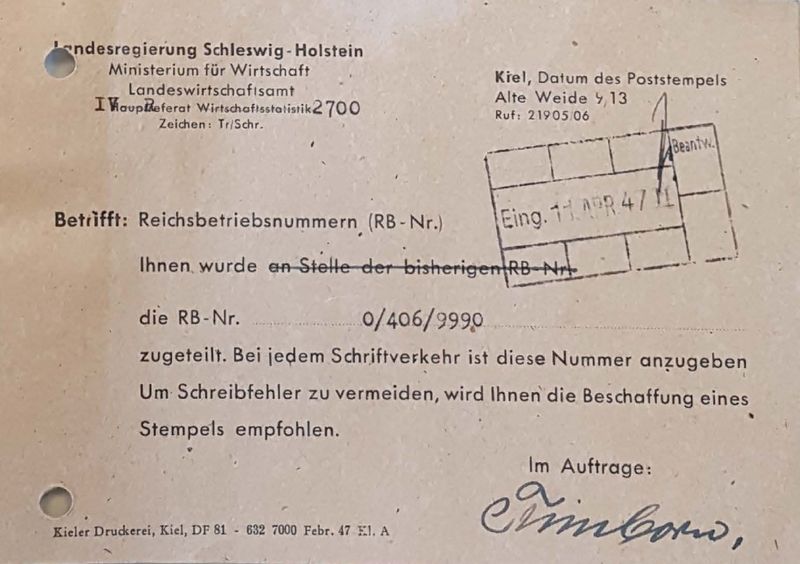 Landesregierung Schleswig-Holstein
Ministerium für Wirtschaft
Landeswirtschaftsamt
Referat Wirtschaftsstatistik 2700
Zeichen: Tr/Schr.
Kiel, Datum des Poststempels
Alte Weide 9,13
Ruf: 21905/06
Beantw.
Eing. 11. APR. 47
Betrifft: Reichsbetriebsnummern (RB-Nr.)
Ihnen wurde an Stelle der bisherigen RB-Nr.
die RB-Nr. 0/406/9990
zugeteilt. Bei jedem Schriftverkehr ist diese Nummer anzugeben
Um Schreibfehler zu vermeiden, wird Ihnen die Beschaffung eines
Stempels empfohlen.
Im Auftrage:
Kieler Druckerei, Kiel, DF 81 - 632 7000 Febr. 47 Kl. A